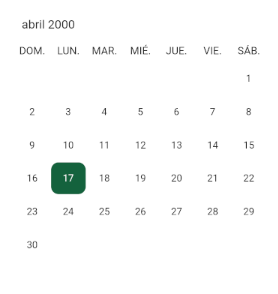 abril 2000
DOM. LUN. MAR. MIÉ. JUE. VIE. SÁB.
1
2 3 4 5 6 7 8
9 10 11 12 13 14 15
16 17 18 19 20 21 22
23 24 25 26 27 28 29
30